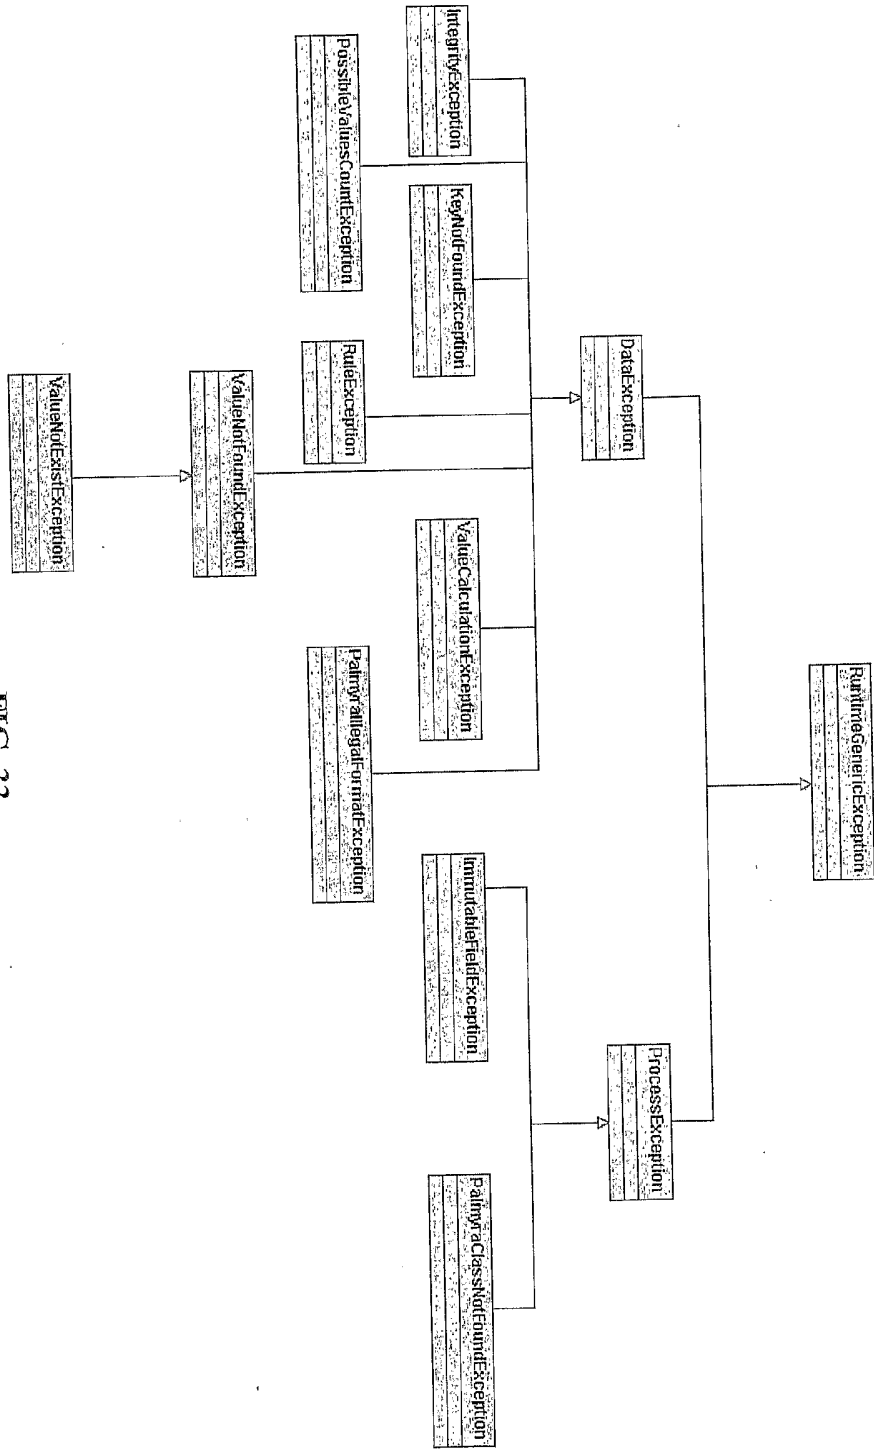 RuntimeGenericException
DataException
ProcessException
IntegrityException
KeyNotFoundException
ValueCalculationException
ImmutableFieldException
PalmyraClassNotFoundException
PossibleValuesCountException
RuleException
PalmyraIllegalFormatException
ValueNotFoundException
ValueNotExistException